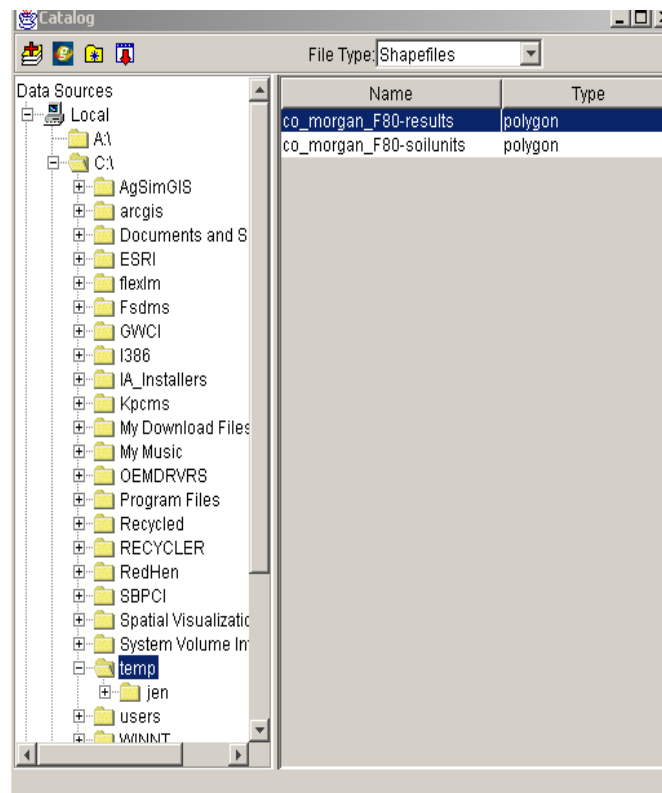 Catalog
File Type: Shapefiles
Data Sources
Local
A:\
C:\
AgSimGIS
arcgis
Documents and S
ESRI
flexlm
Fsdms
GWCI
I386
IA_Installers
Kpcms
My Download Files
My Music
OEMDRVRS
Program Files
Recycled
RECYCLER
RedHen
SBPCI
Spatial Visualizatio
System Volume In
temp
jen
users
WINNT
Name Type
co_morgan_F80-results polygon
co_morgan_F80-soilunits polygon